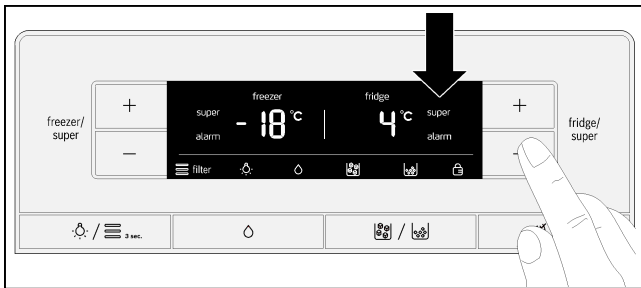 freezer
fridge
super
-18 °C
4 °C
super
alarm
alarm
filter
freezer/
super
+
−
+
−
fridge/
super
/ 3 sec.
/